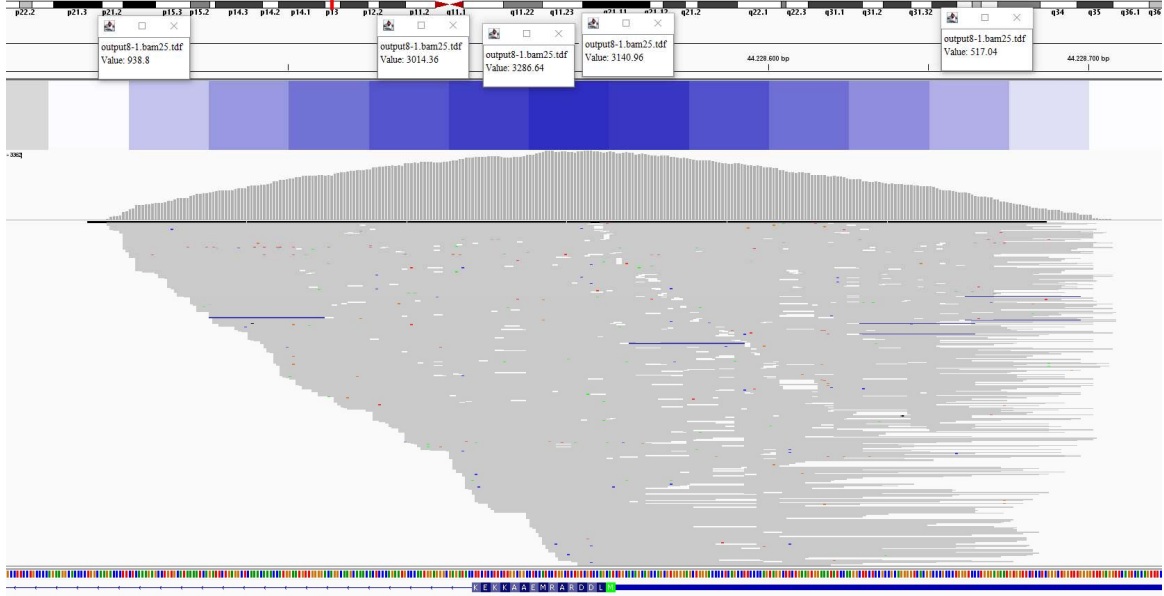 p22.2 p21.3 p21.2 p15.3 p15.2 p14.3 p14.2 p14.1 p13 p12.2 p11.2 q11.1 q11.22 q11.23 q21.11 q21.12 q21.2 q22.1 q22.3 q31.1 q31.2 q31.32 q34 q35 q36.1 q36
output8-1.bam25.tdf
Value: 938.8
output8-1.bam25.tdf
Value: 3014.36
output8-1.bam25.tdf
Value: 3286.64
output8-1.bam25.tdf
Value: 3140.96
output8-1.bam25.tdf
Value: 517.04
44.228.600 bp 44.228.700 bp
- 3362]
K E K K A A E M R A R D D L M